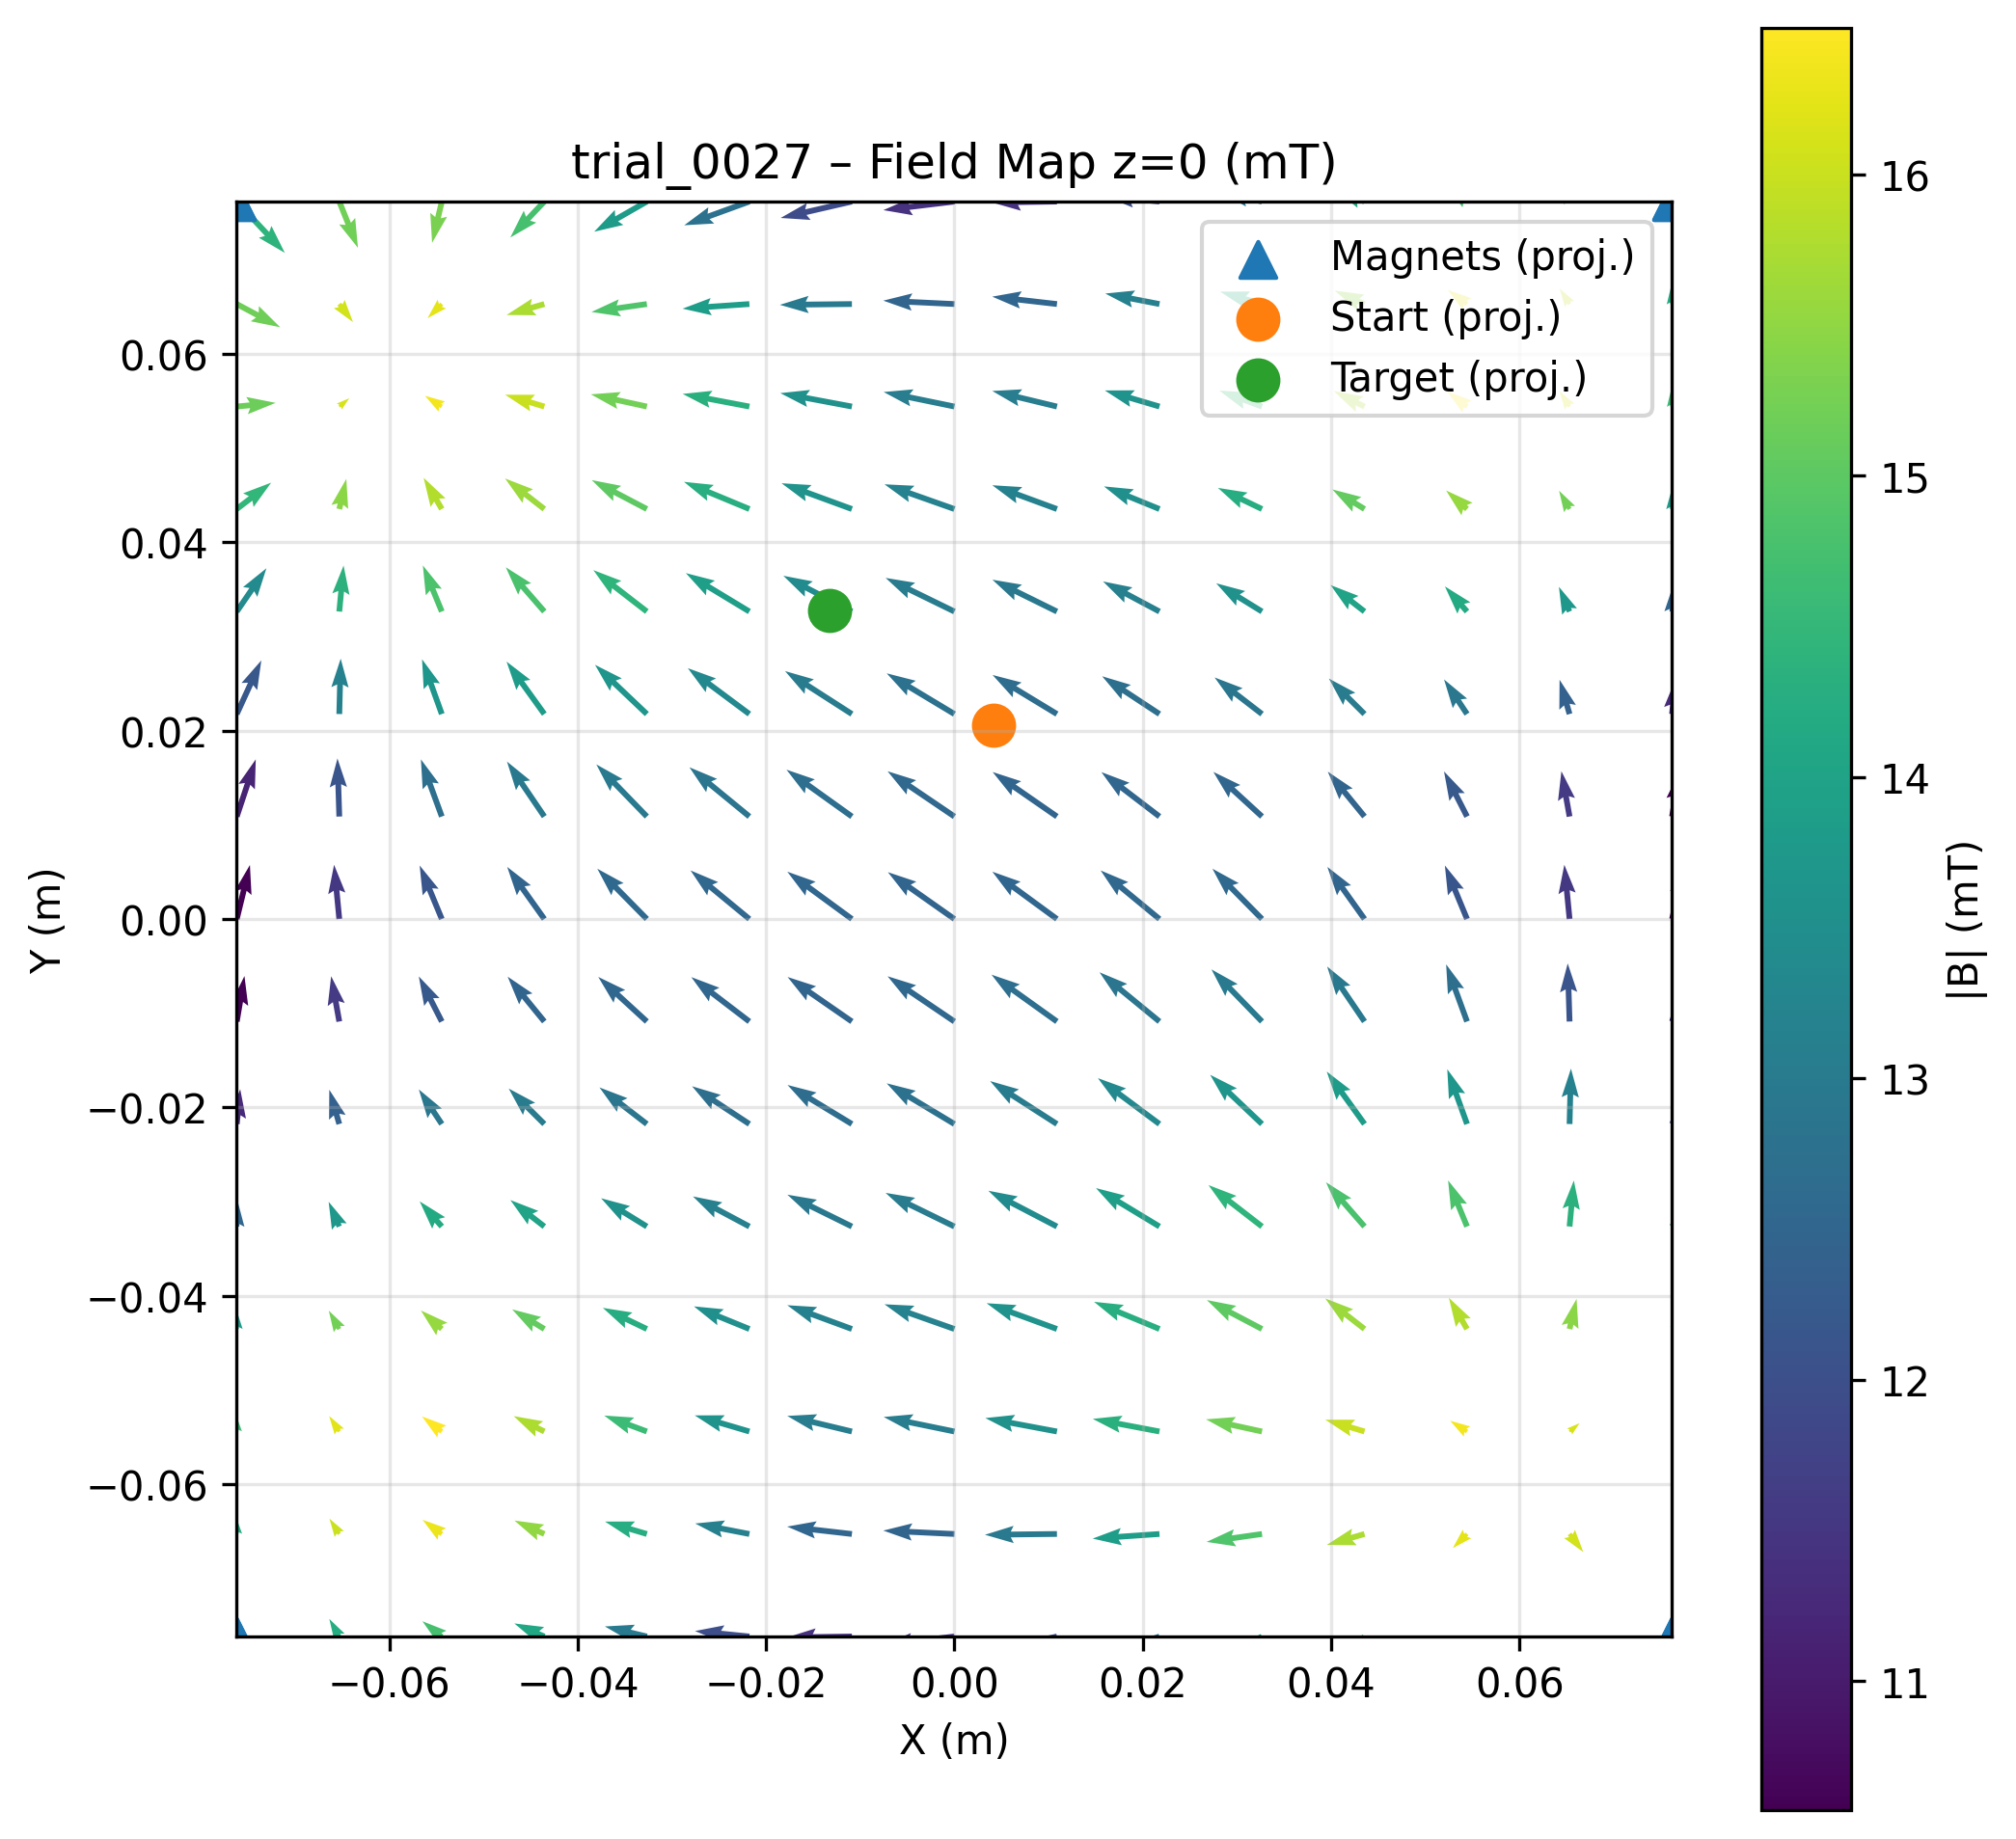 trial_0027 – Field Map z=0 (mT)
Magnets (proj.)
Start (proj.)
Target (proj.)
0.06
0.04
0.02
0.00
−0.02
−0.04
−0.06
Y (m)
−0.06
−0.04
−0.02
0.00
0.02
0.04
0.06
X (m)
16
15
14
13
12
11
|B| (mT)